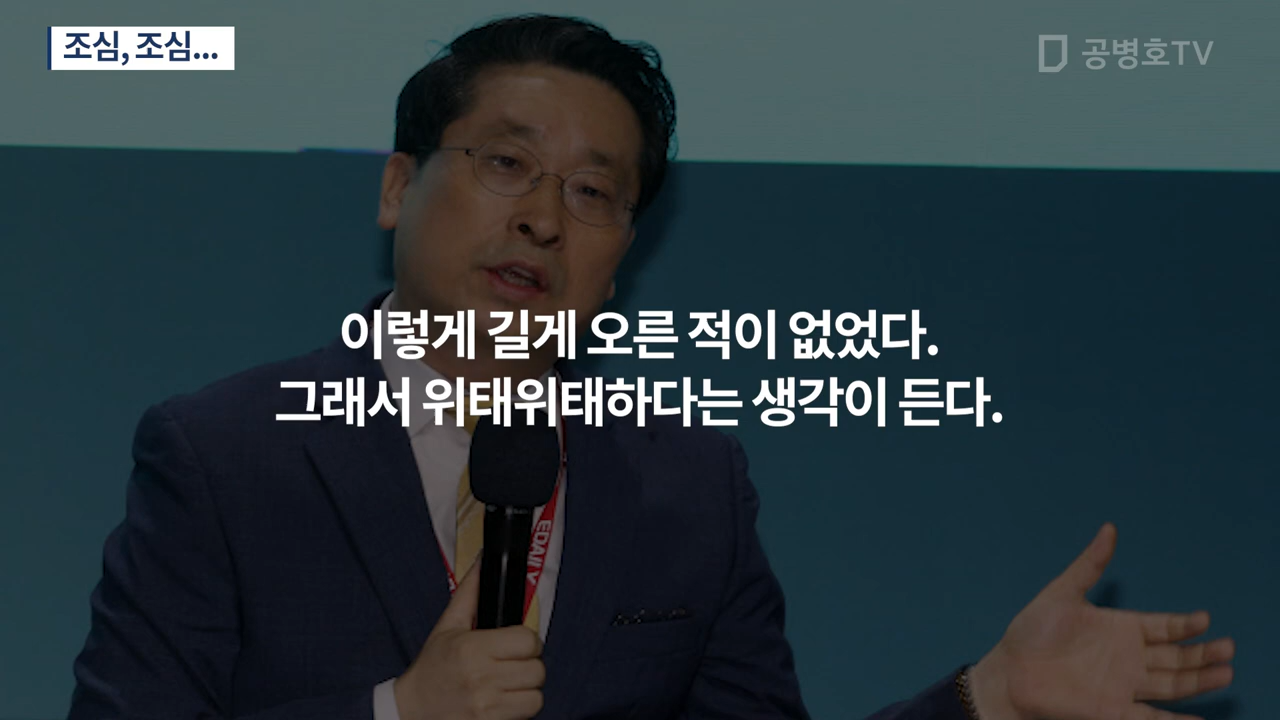 조심, 조심...
공병호TV
이렇게 길게 오른 적이 없었다.
그래서 위태위태하다는 생각이 든다.
EDAILY